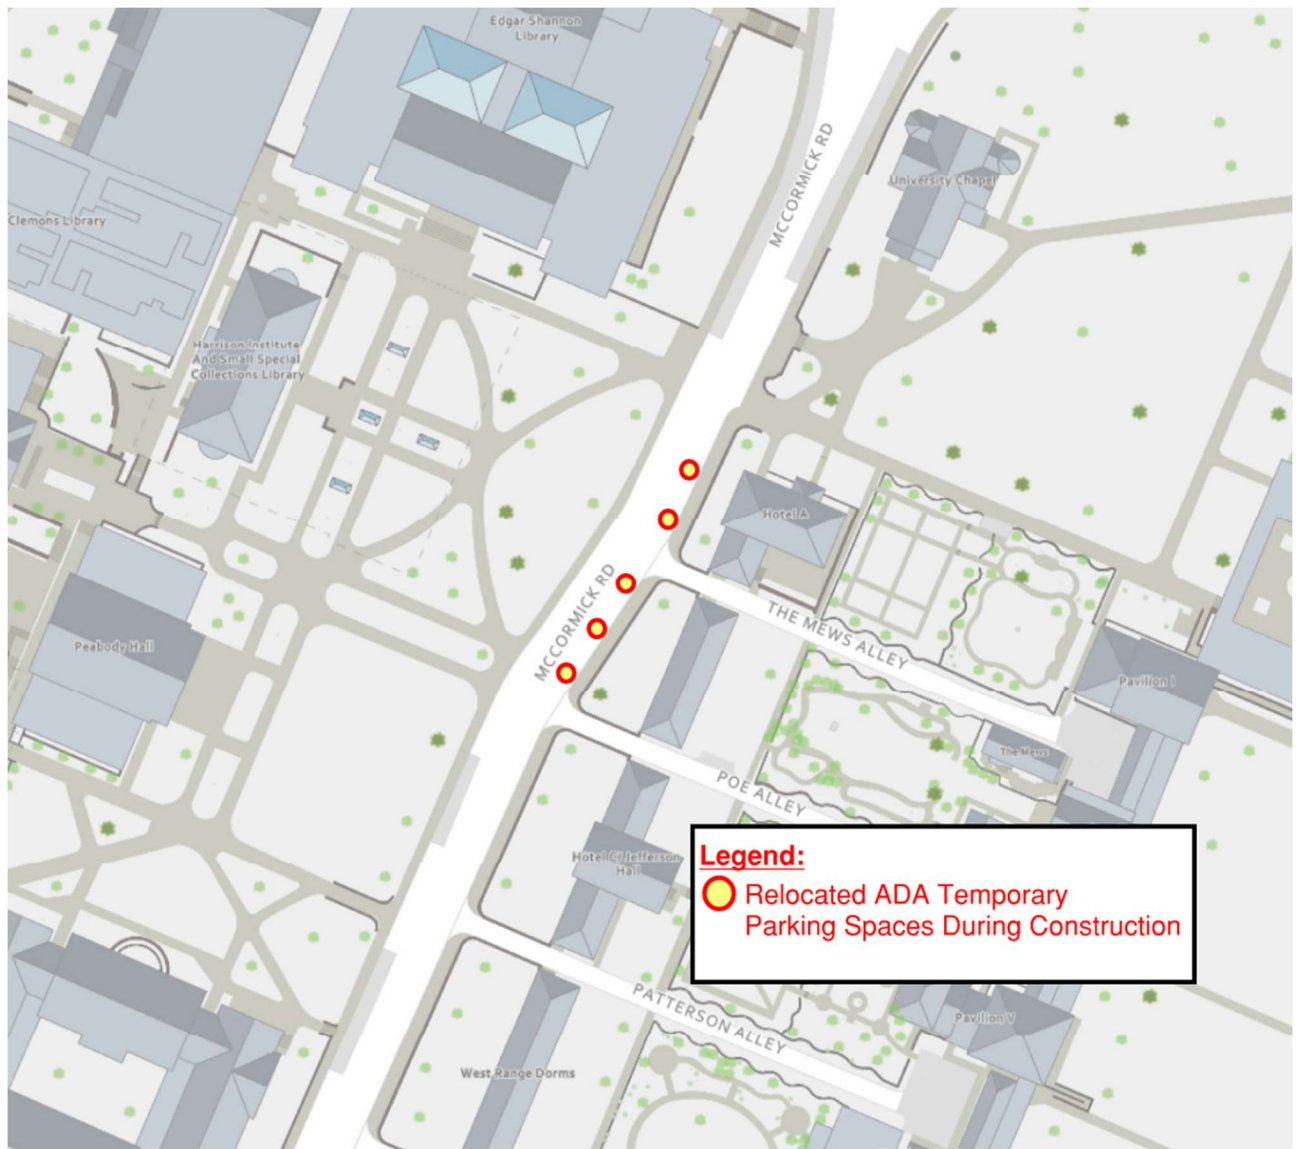 Edgar Shannon
Library
MCCORMICK RD
University Chapel
Clemons Library
Harrison Institute
And Small Special
Collections Library
Hotel A
MCCORMICK RD
THE MEWS ALLEY
Peabody Hall
Pavilion I
The Mews
POE ALLEY
Hotel C/ Jefferson
Hall
Legend:
Relocated ADA Temporary
Parking Spaces During Construction
PATTERSON ALLEY
Pavilion V
West Range Dorms